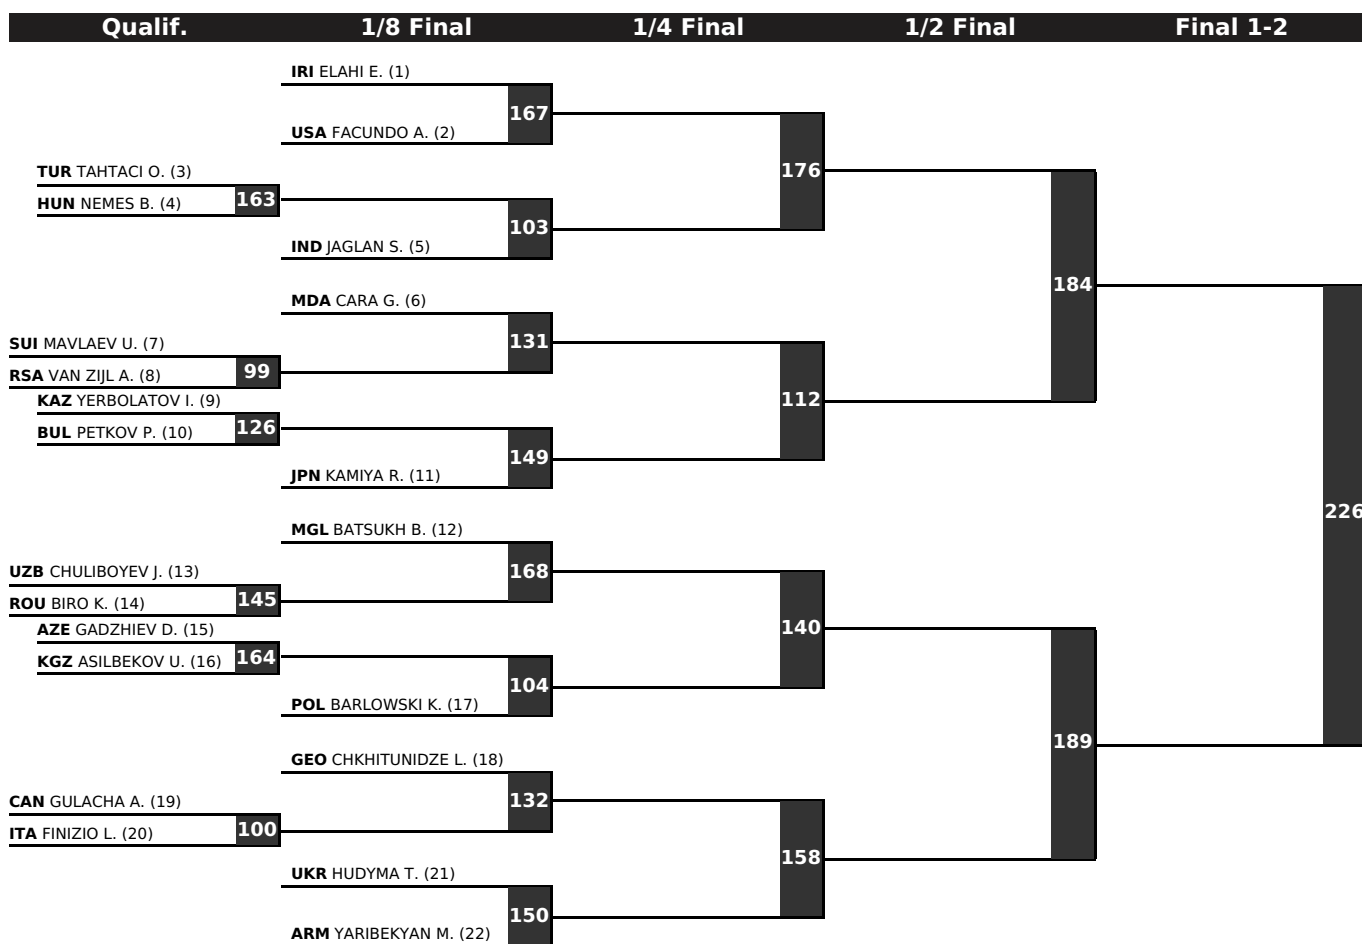 Qualif. 1/8 Final 1/4 Final 1/2 Final Final 1-2
IRI ELAHI E. (1)
167
USA FACUNDO A. (2)
TUR TAHTACI O. (3)
176
HUN NEMES B. (4) 163
103
IND JAGLAN S. (5)
184
MDA CARA G. (6)
131
SUI MAVLAEV U. (7)
RSA VAN ZIJL A. (8) 99
KAZ YERBOLATOV I. (9)
112
BUL PETKOV P. (10) 126
149
JPN KAMIYA R. (11)
226
MGL BATSUKH B. (12)
168
UZB CHULIBOYEV J. (13)
ROU BIRO K. (14) 145
AZE GADZHIEV D. (15)
140
KGZ ASILBEKOV U. (16) 164
104
POL BARLOWSKI K. (17)
189
GEO CHKHITUNIDZE L. (18)
132
CAN GULACHA A. (19)
ITA FINIZIO L. (20) 100
158
UKR HUDYMA T. (21)
150
ARM YARIBEKYAN M. (22)